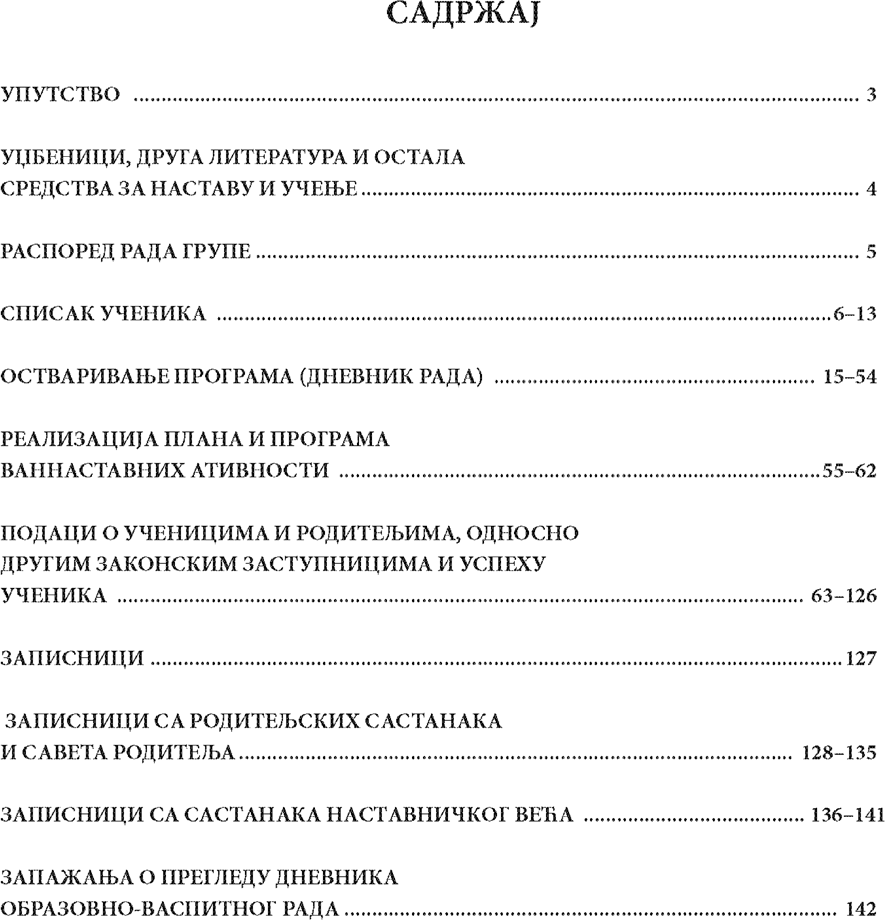 САДРЖАЈ
УПУТСТВО ........ 3
УЏБЕНИЦИ, ДРУГА ЛИТЕРАТУРА И ОСТАЛА
СРЕДСТВА ЗА НАСТАВУ И УЧЕЊЕ ........ 4
РАСПОРЕД РАДА ГРУПЕ ........ 5
СПИСАК УЧЕНИКА ........ 6–13
ОСТВАРИВАЊЕ ПРОГРАМА (ДНЕВНИК РАДА) ........ 15–54
РЕАЛИЗАЦИЈА ПЛАНА И ПРОГРАМА
ВАННАСТАВНИХ АТИВНОСТИ ........ 55–62
ПОДАЦИ О УЧЕНИЦИМА И РОДИТЕЉИМА, ОДНОСНО
ДРУГИМ ЗАКОНСКИМ ЗАСТУПНИЦИМА И УСПЕХУ
УЧЕНИКА ........ 63–126
ЗАПИСНИЦИ ........ 127
ЗАПИСНИЦИ СА РОДИТЕЉСКИХ САСТАНАКА
И САВЕТА РОДИТЕЉА ........ 128–135
ЗАПИСНИЦИ СА САСТАНАКА НАСТАВНИЧКОГ ВЕЋА ........ 136–141
ЗАПАЖАЊА О ПРЕГЛЕДУ ДНЕВНИКА
ОБРАЗОВНО-ВАСПИТНОГ РАДА ........ 142